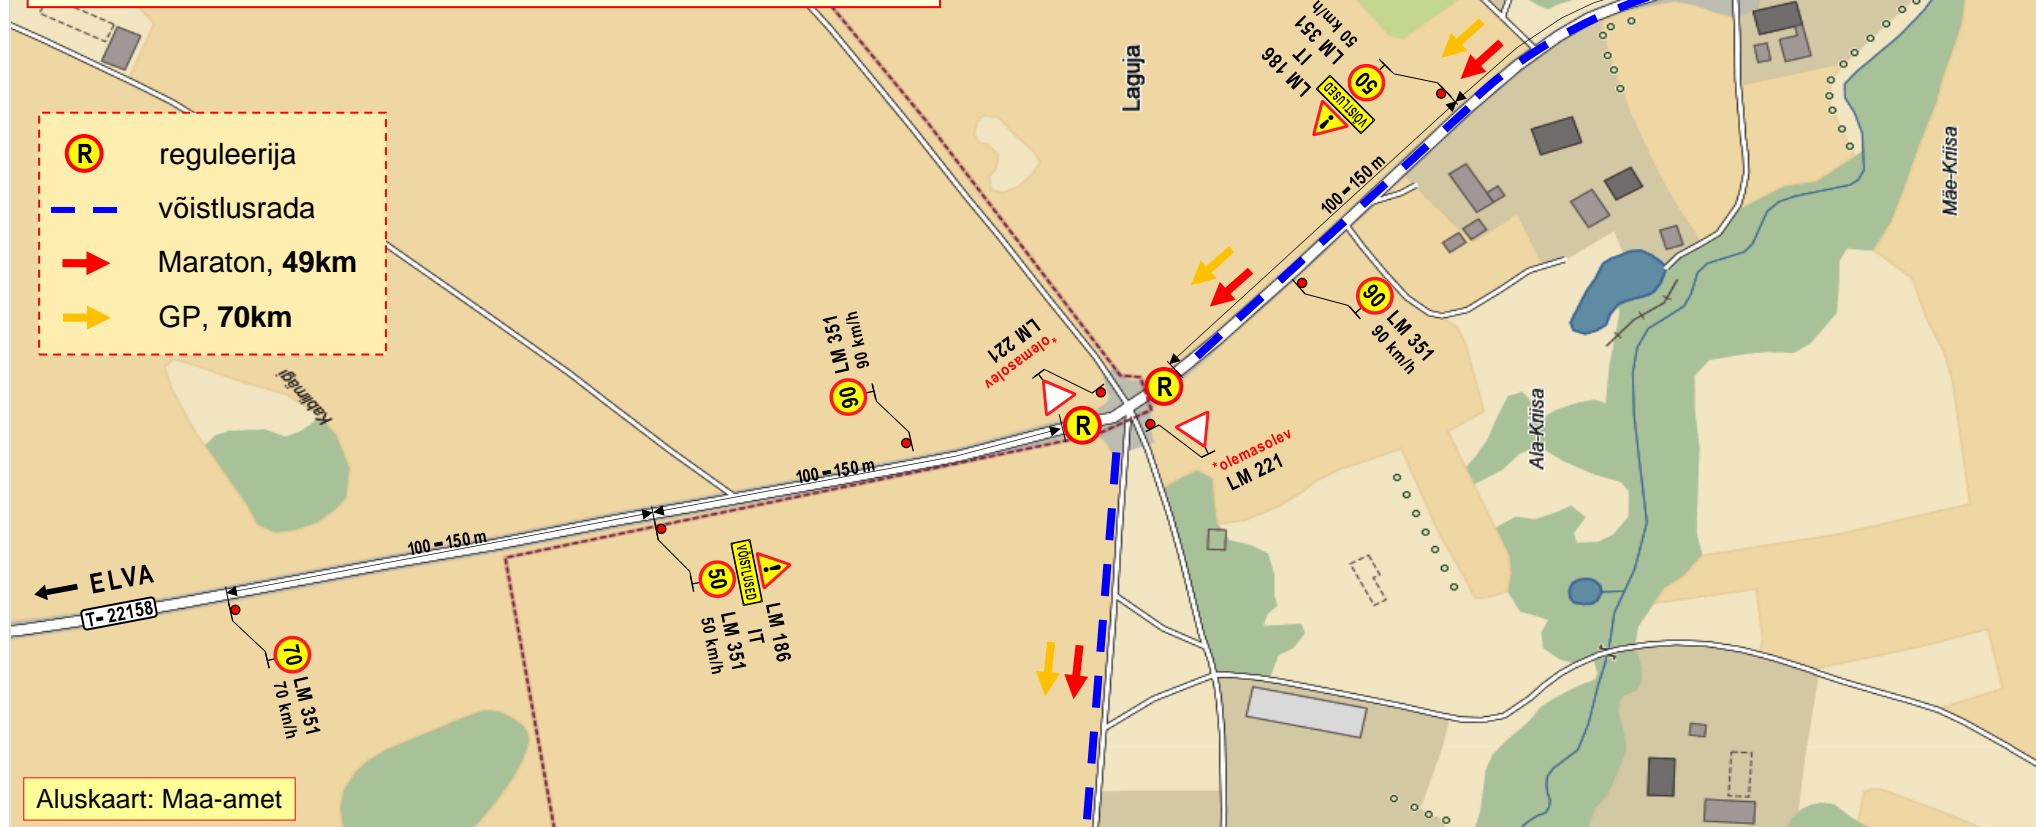 R reguleerija
võistlusrada
Maraton, 49km
GP, 70km
Laguja
LM 186
IT
LM 351
50 km/h
50
VÕISTLUSED
!
100 - 150 m
90
LM 351
90 km/h
Mäe-Kriisa
Ala-Kriisa
Kablimägi
90
LM 351
90 km/h
LM 221
*olemasolev
R
R
*olemasolev
LM 221
100 - 150 m
100 - 150 m
ELVA
T- 22158
70
LM 351
70 km/h
50
VÕISTLUSED
!
LM 186
IT
LM 351
50 km/h
Aluskaart: Maa-amet